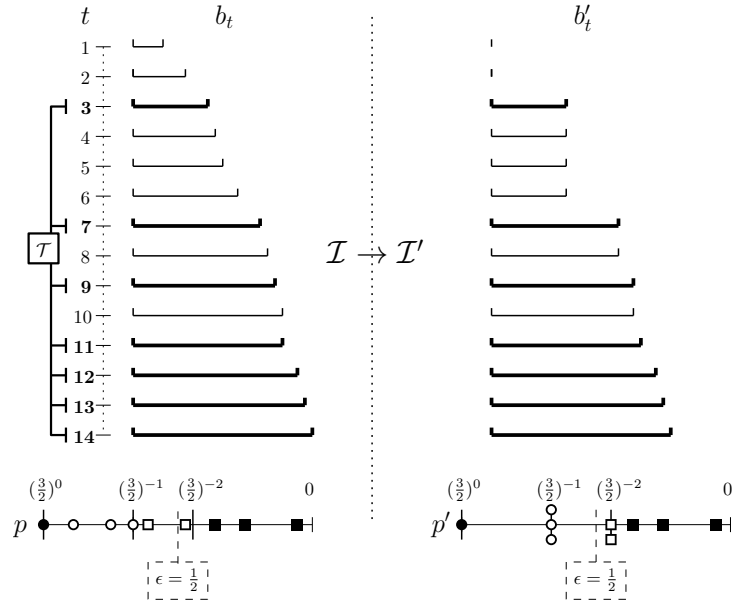 t b_t b'_t
1
2
3
4
5
6
7
𝒯 8
ℐ → ℐ′
9
10
11
12
13
14
(3/2)^0 (3/2)^{-1} (3/2)^{-2} 0 (3/2)^0 (3/2)^{-1} (3/2)^{-2} 0
p p′
ϵ = 1/2 ϵ = 1/2